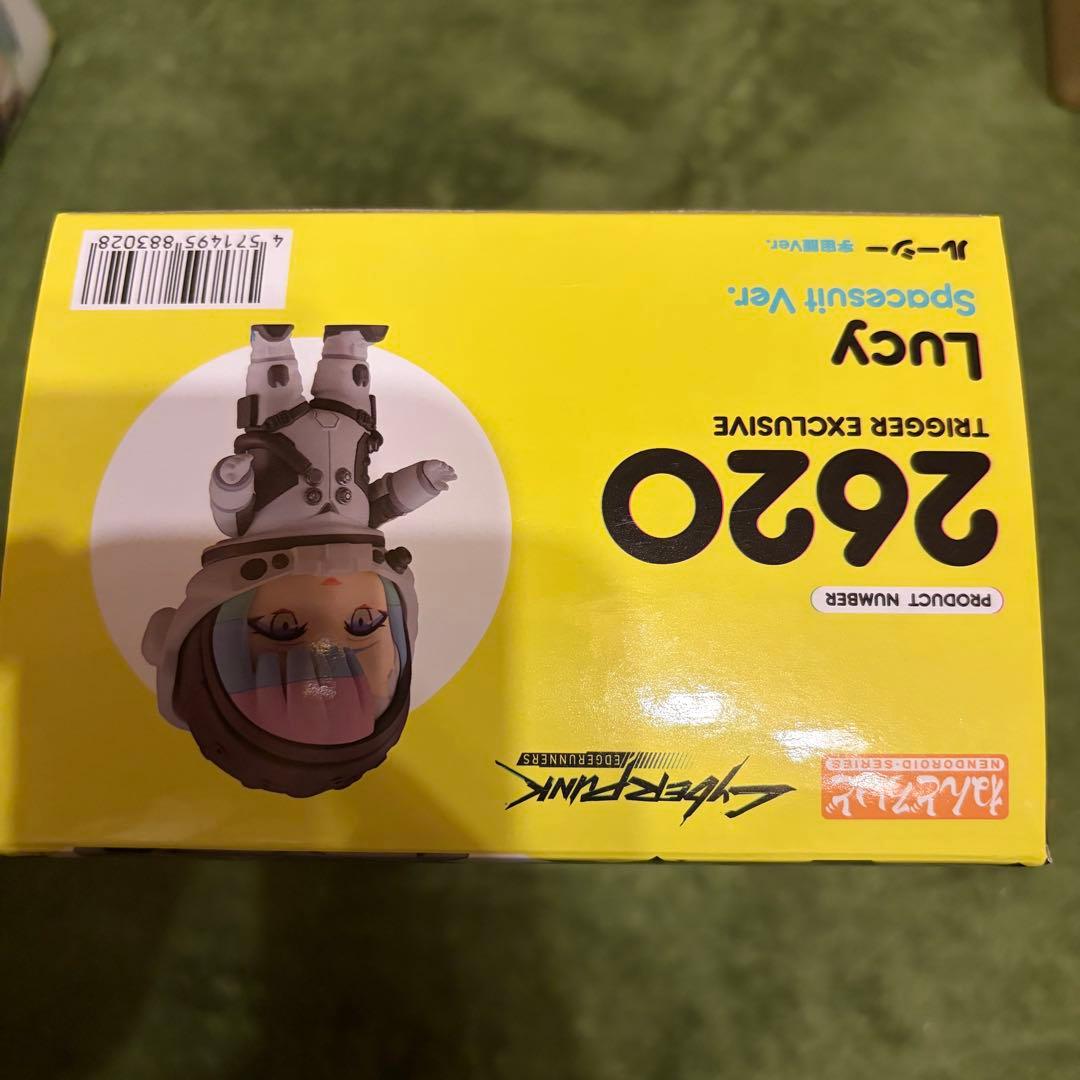 ねんどろいど
NENDOROID-SERIES
CYBERPUNK
EDGERUNNERS
PRODUCT NUMBER
2620
TRIGGER EXCLUSIVE
Lucy
Spacesuit Ver.
ルーシー 宇宙服Ver.
4 571495 883028